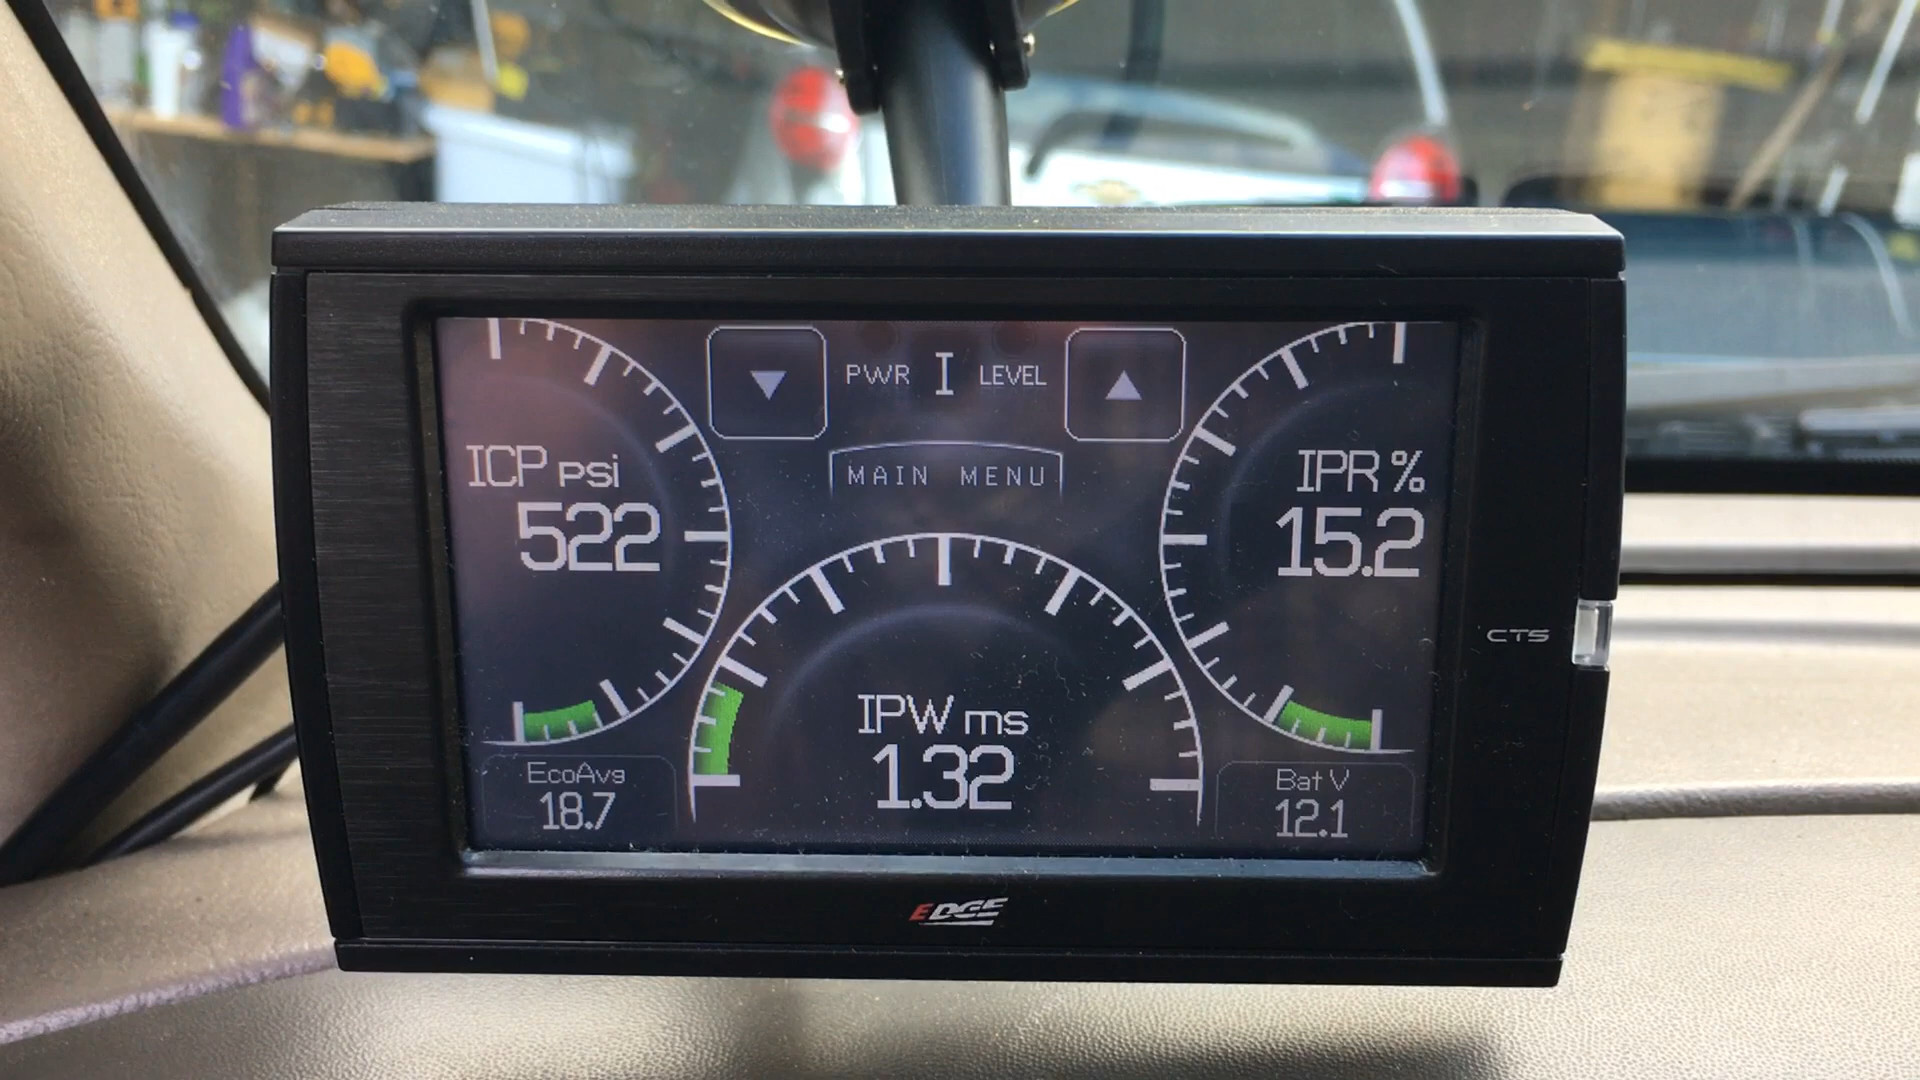 PWR I LEVEL
MAIN MENU
ICP psi
522
IPR %
15.2
IPW ms
1.32
EcoAvg
18.7
Bat V
12.1
CTS
EDGE